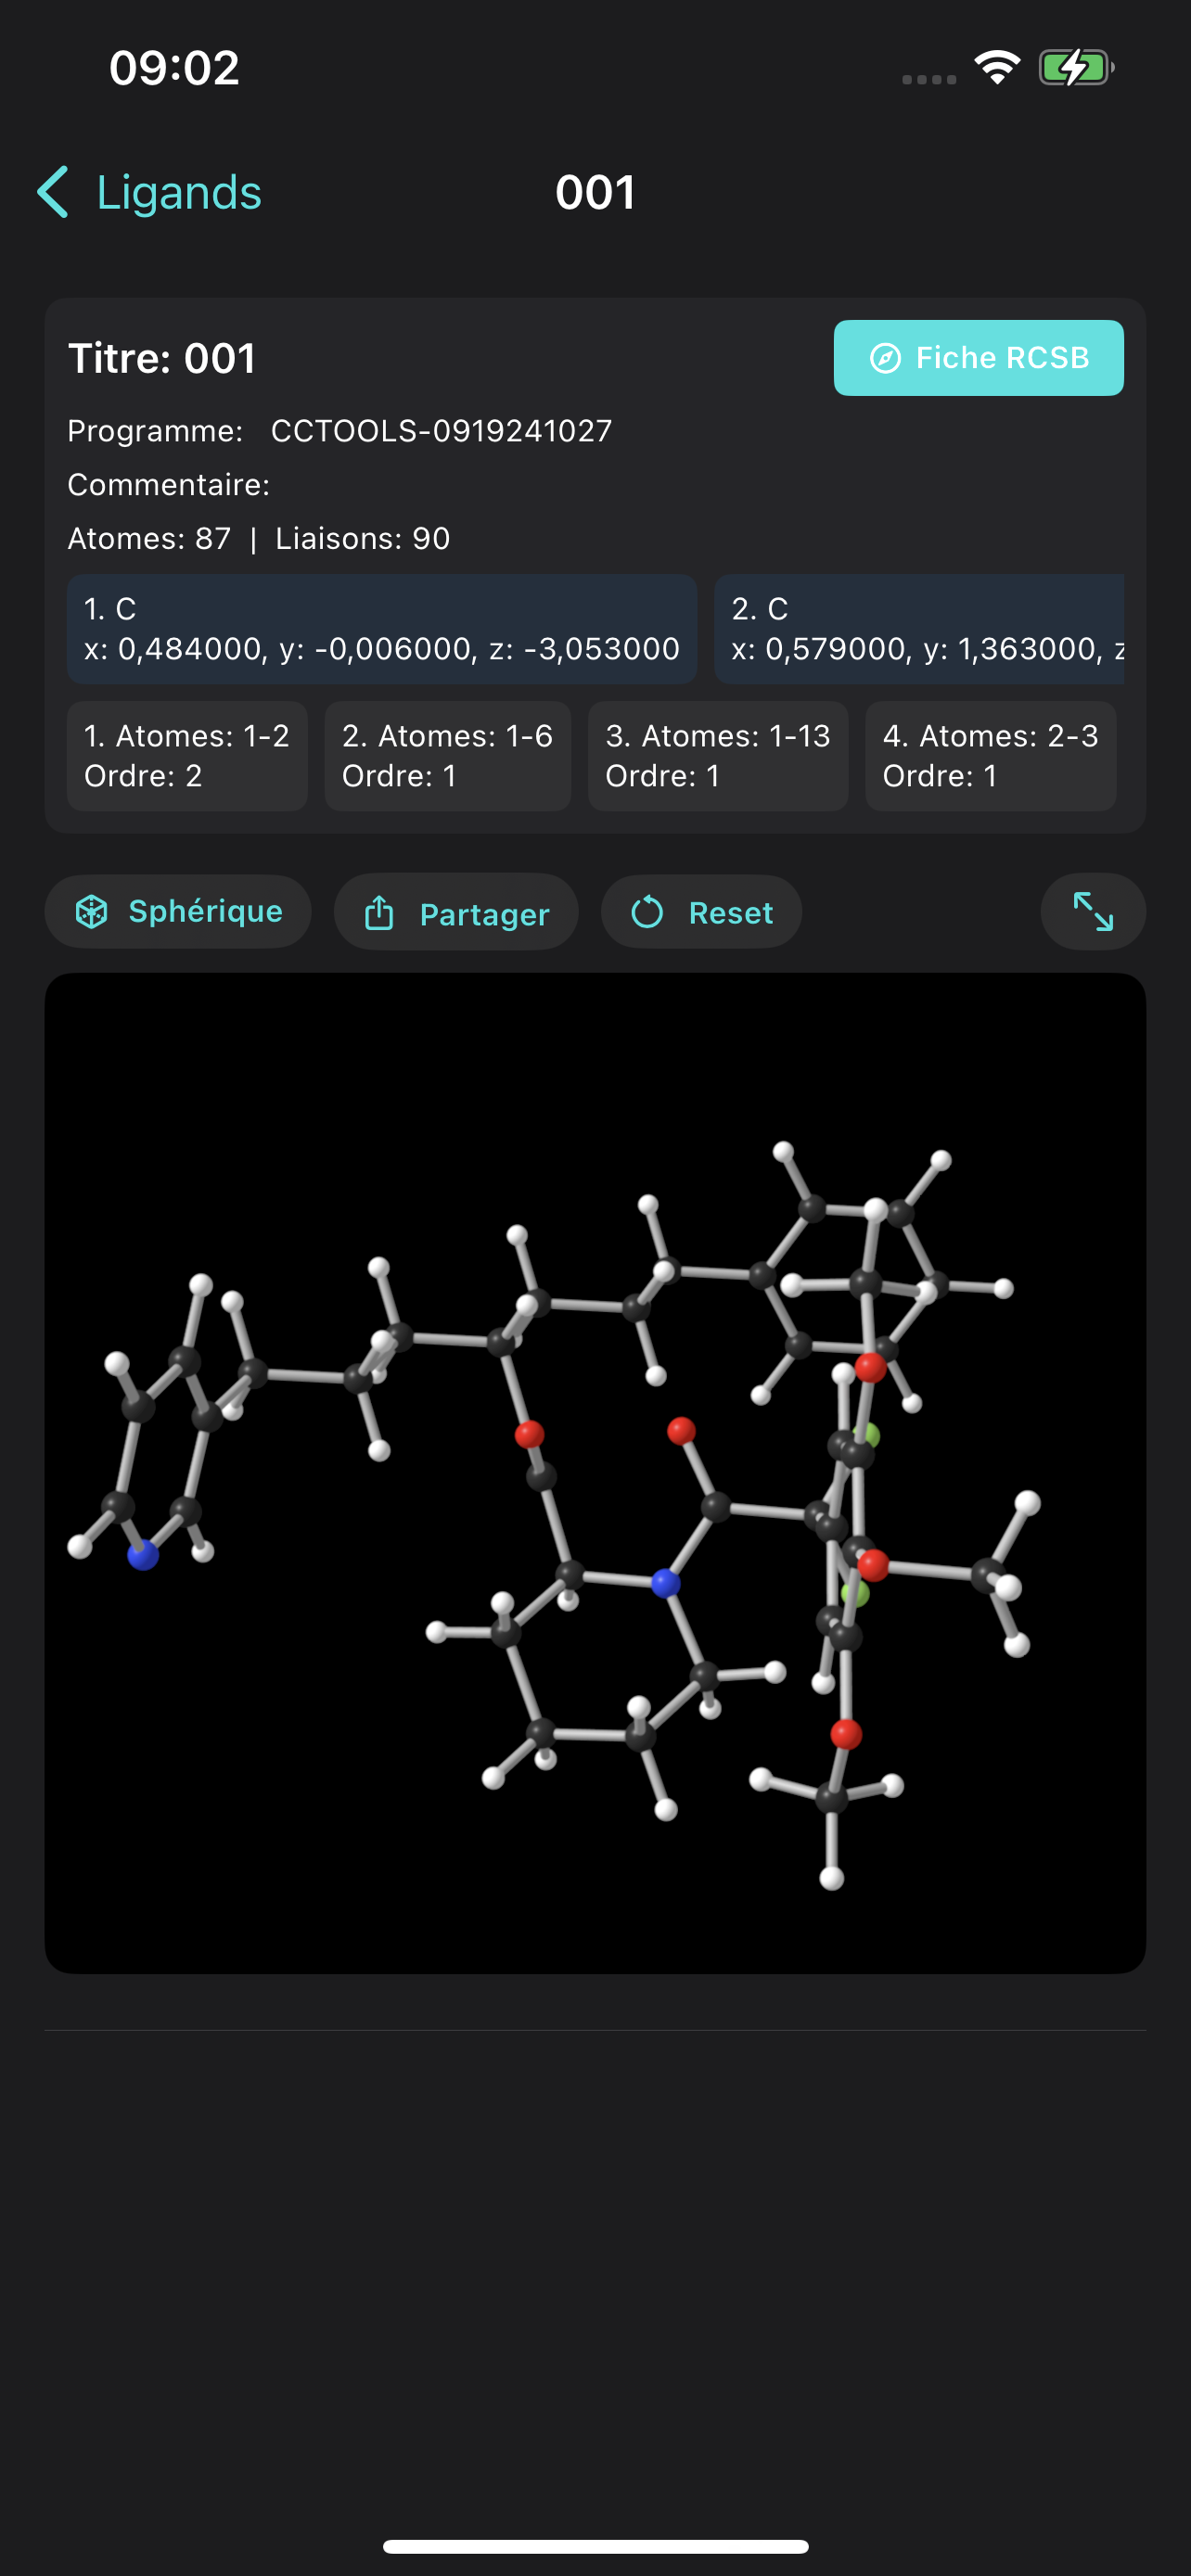 09:02
Ligands
001
Titre: 001
Fiche RCSB
Programme: CCTOOLS-0919241027
Commentaire:
Atomes: 87 | Liaisons: 90
1. C
x: 0,484000, y: -0,006000, z: -3,053000
2. C
x: 0,579000, y: 1,363000, z
1. Atomes: 1-2
Ordre: 2
2. Atomes: 1-6
Ordre: 1
3. Atomes: 1-13
Ordre: 1
4. Atomes: 2-3
Ordre: 1
Sphérique
Partager
Reset